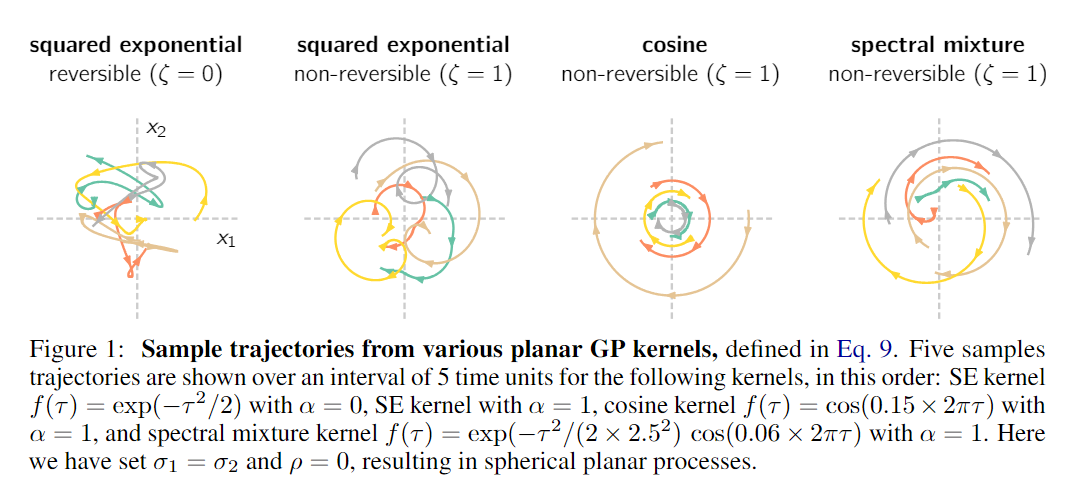 squared exponential squared exponential cosine spectral mixture
reversible (ζ = 0) non-reversible (ζ = 1) non-reversible (ζ = 1) non-reversible (ζ = 1)
x₂
x₁
Figure 1: Sample trajectories from various planar GP kernels, defined in Eq. 9. Five samples
trajectories are shown over an interval of 5 time units for the following kernels, in this order: SE kernel
f(τ) = exp(−τ²/2) with α = 0, SE kernel with α = 1, cosine kernel f(τ) = cos(0.15 × 2πτ) with
α = 1, and spectral mixture kernel f(τ) = exp(−τ²/(2 × 2.5²) cos(0.06 × 2πτ) with α = 1. Here
we have set σ₁ = σ₂ and ρ = 0, resulting in spherical planar processes.